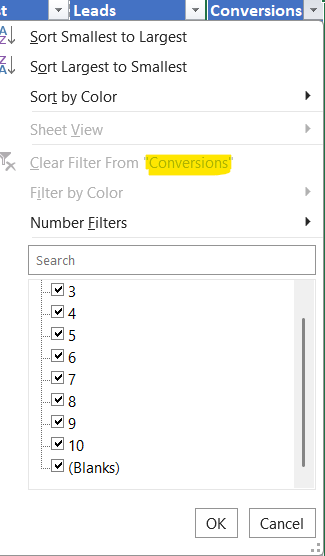 st Leads Conversions
Sort Smallest to Largest
Sort Largest to Smallest
Sort by Color
Sheet View
Clear Filter From "Conversions"
Filter by Color
Number Filters
Search
3
4
5
6
7
8
9
10
(Blanks)
OK Cancel